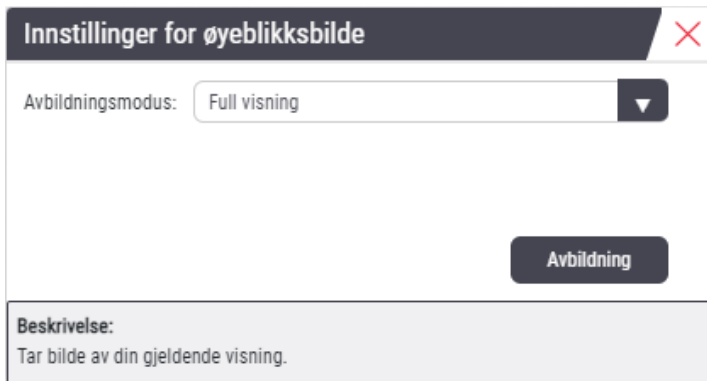 Innstillinger for øyeblikksbilde
Avbildningsmodus: Full visning
Avbildning
Beskrivelse:
Tar bilde av din gjeldende visning.